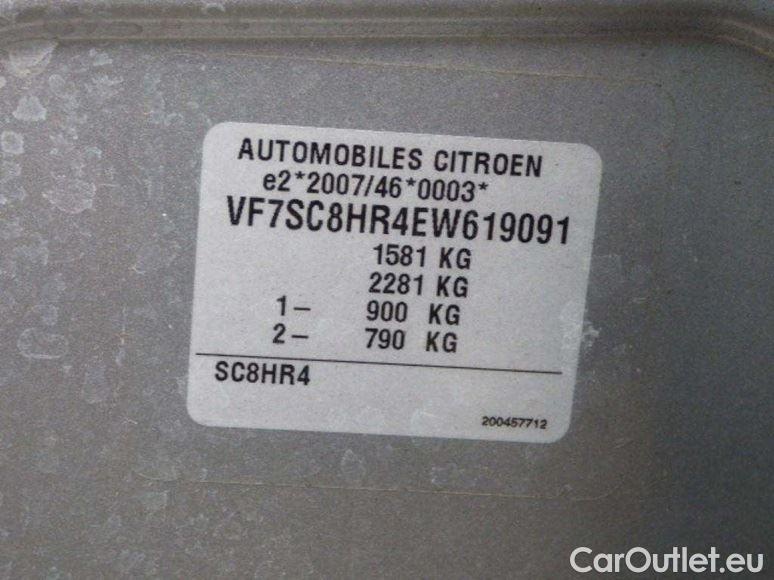 AUTOMOBILES CITROEN
e2*2007/46*0003*
VF7SC8HR4EW619091
1581 KG
2281 KG
1– 900 KG
2– 790 KG
SC8HR4
200457712
CarOutlet.eu